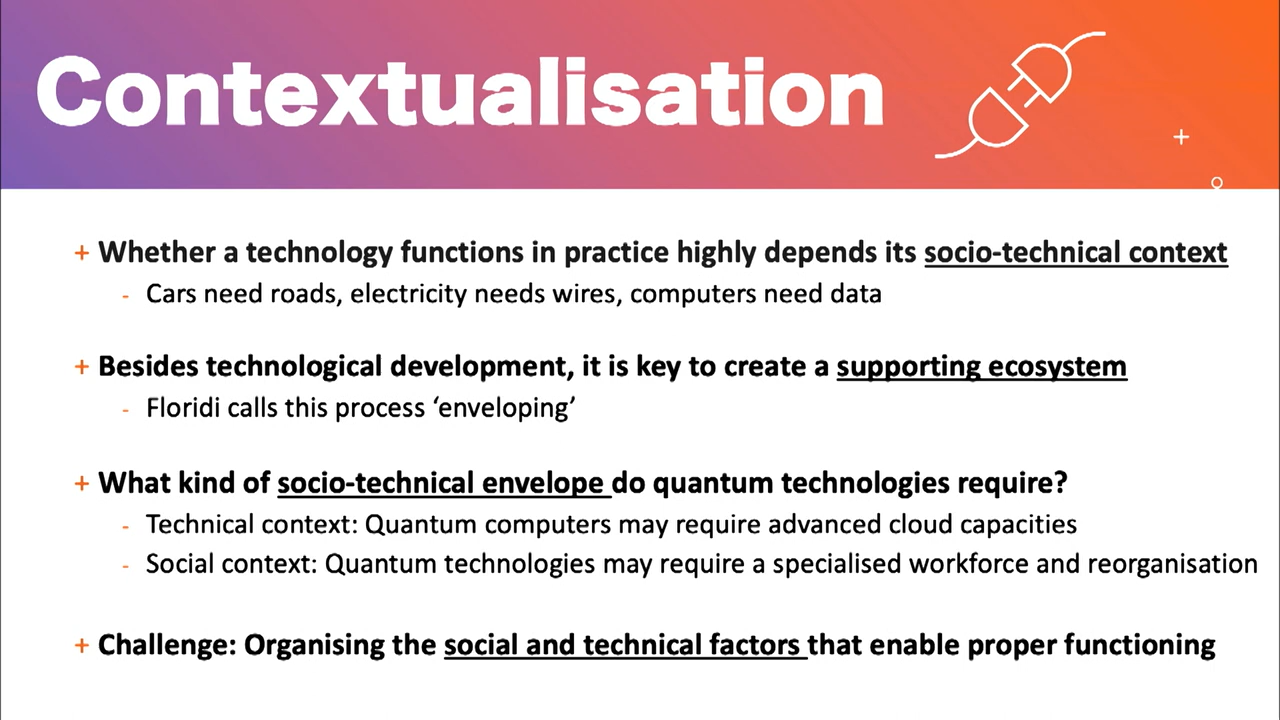 Contextualisation
+ Whether a technology functions in practice highly depends its socio-technical context
- Cars need roads, electricity needs wires, computers need data
+ Besides technological development, it is key to create a supporting ecosystem
- Floridi calls this process ‘enveloping’
+ What kind of socio-technical envelope do quantum technologies require?
- Technical context: Quantum computers may require advanced cloud capacities
- Social context: Quantum technologies may require a specialised workforce and reorganisation
+ Challenge: Organising the social and technical factors that enable proper functioning